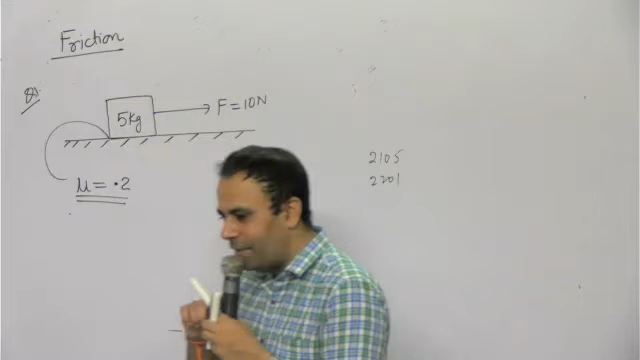 Friction
Q
5Kg
F = 10N
μ = .2
2105
2201